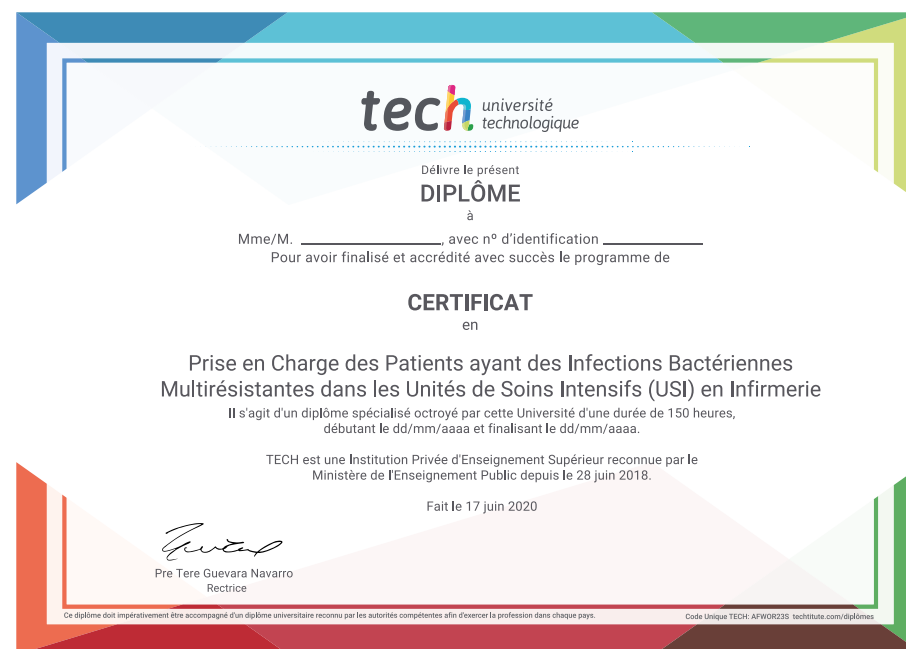 tech université
technologique
Délivre le présent
DIPLÔME
à
Mme/M. ____________________, avec nº d'identification ______________
Pour avoir finalisé et accrédité avec succès le programme de
CERTIFICAT
en
Prise en Charge des Patients ayant des Infections Bactériennes
Multirésistantes dans les Unités de Soins Intensifs (USI) en Infirmerie
Il s'agit d'un diplôme spécialisé octroyé par cette Université d'une durée de 150 heures,
débutant le dd/mm/aaaa et finalisant le dd/mm/aaaa.
TECH est une Institution Privée d'Enseignement Supérieur reconnue par le
Ministère de l'Enseignement Public depuis le 28 juin 2018.
Fait le 17 juin 2020
Pre Tere Guevara Navarro
Rectrice
Ce diplôme doit impérativement être accompagné d'un diplôme universitaire reconnu par les autorités compétentes afin d'exercer la profession dans chaque pays.
Code Unique TECH: AFWOR23S techtitute.com/diplômes